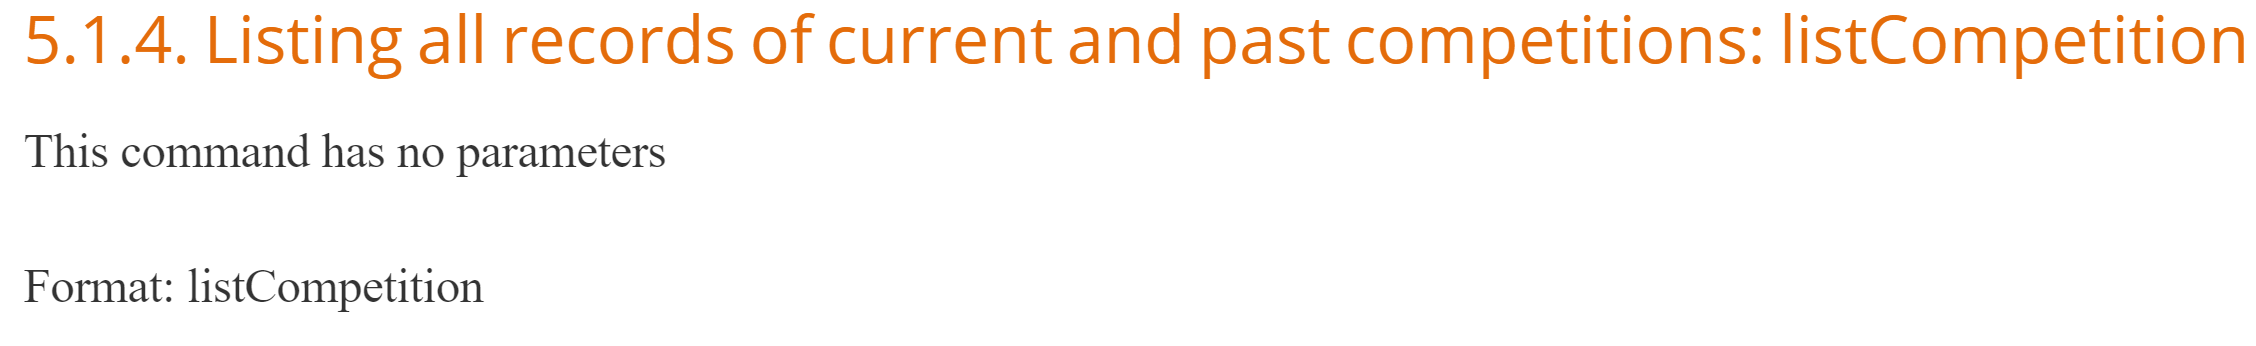 5.1.4. Listing all records of current and past competitions: listCompetition
This command has no parameters
Format: listCompetition